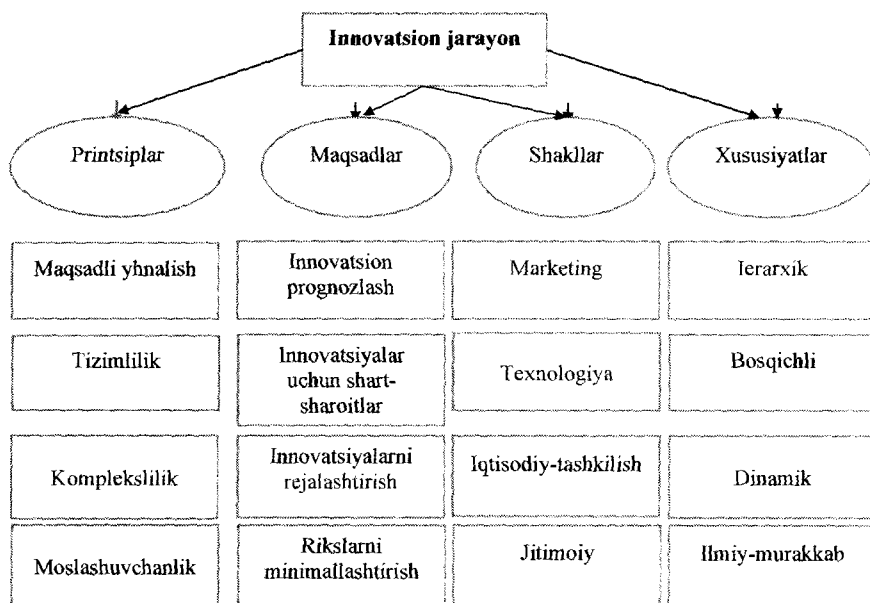 Innovatsion jarayon
Printsiplar
Maqsadlar
Shakllar
Xususiyatlar
Maqsadli yhnalish
Innovatsion
prognozlash
Marketing
Ierarxik
Tizimlilik
Innovatsiyalar
uchun shart-
sharoitlar
Texnologiya
Bosqichli
Komplekslilik
Innovatsiyalarni
rejalashtirish
Iqtisodiy-tashkilish
Dinamik
Moslashuvchanlik
Rikslarni
minimallashtirish
Jitimoiy
Ilmiy-murakkab